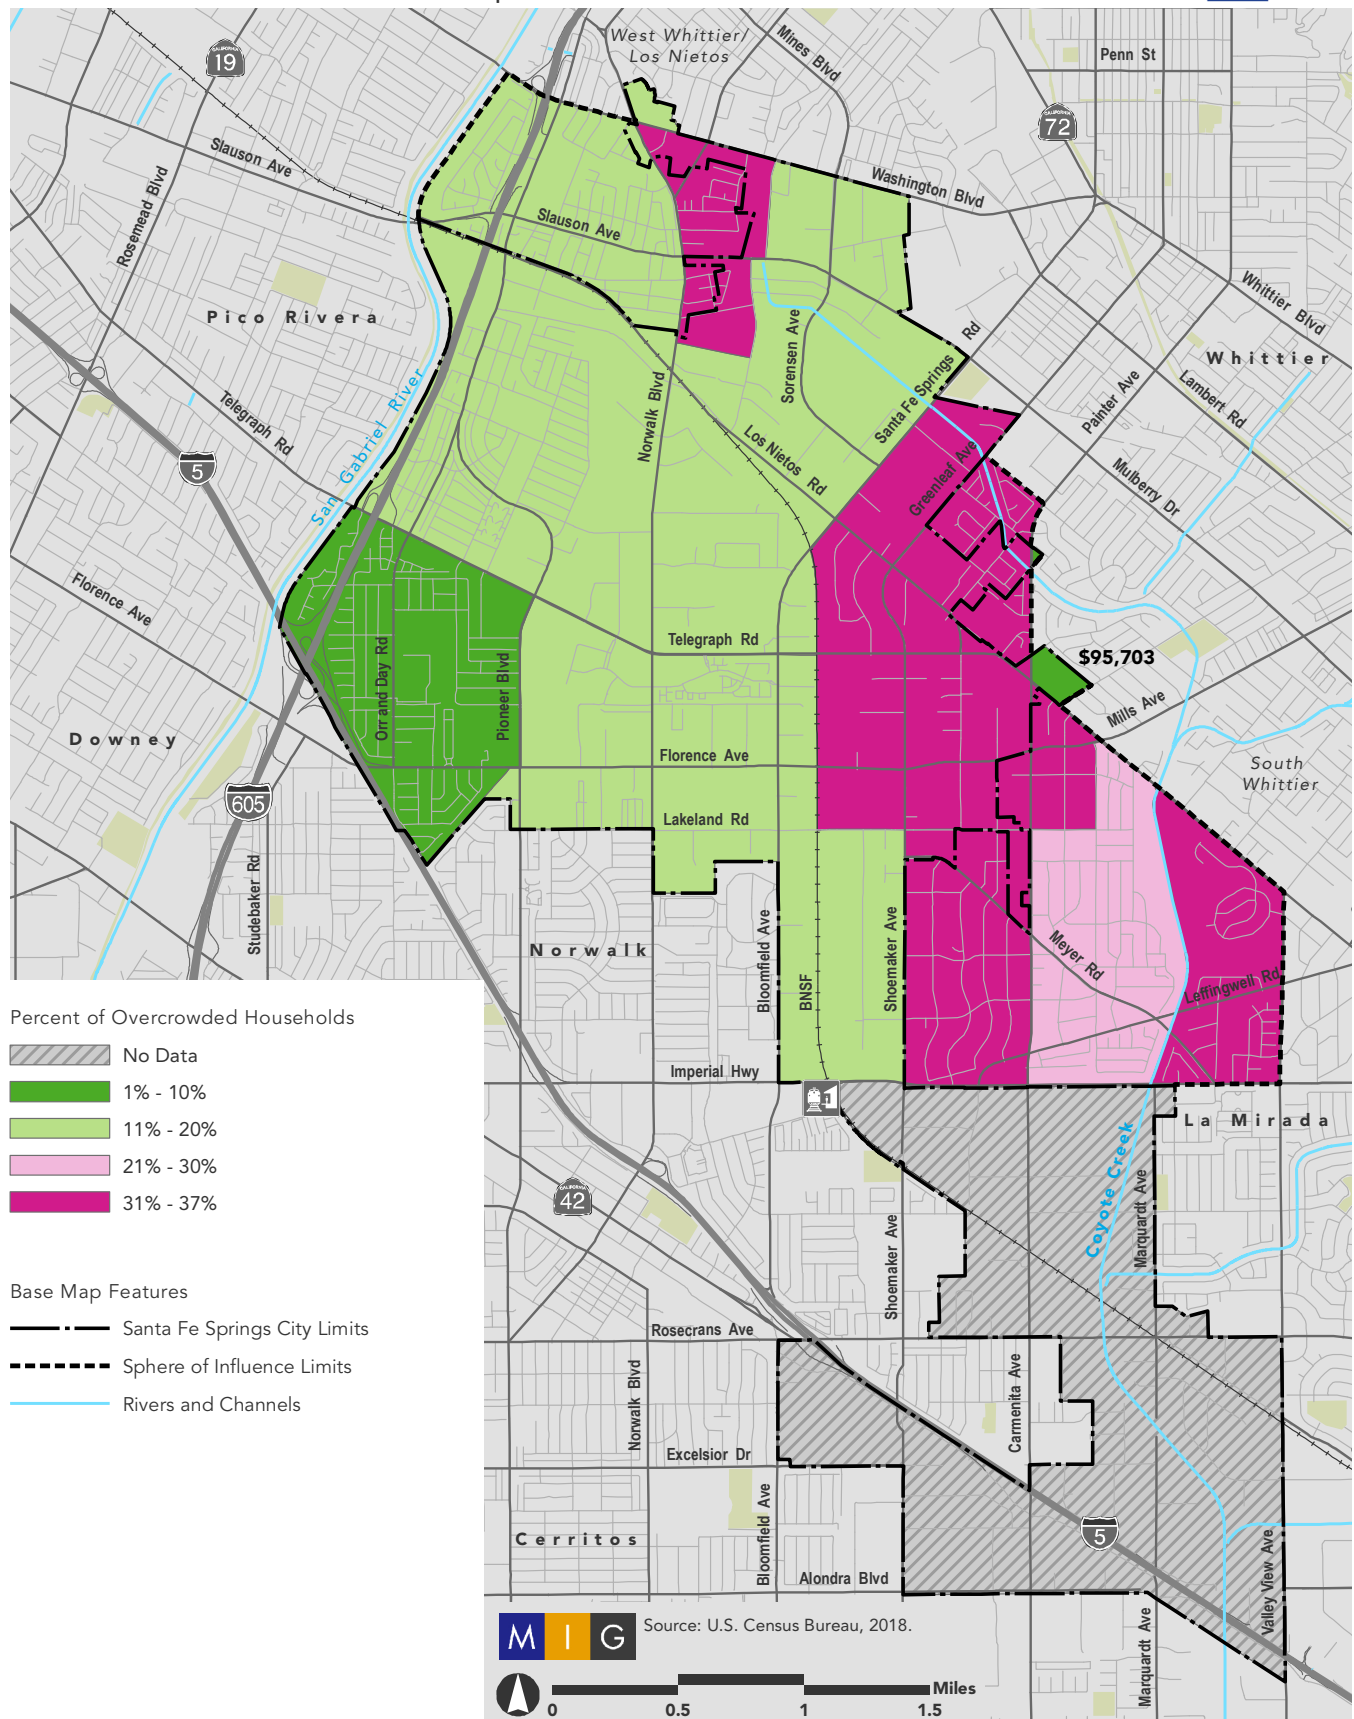 West Whittier/
Los Nietos
Mines Blvd
Penn St
CALIFORNIA
19
CALIFORNIA
72
Slauson Ave
Rosemead Blvd
Washington Blvd
Slauson Ave
Whittier Blvd
Pico Rivera
Sorensen Ave
Rd
Santa Fe Springs
Whittier
Painter Ave
Lambert Rd
Telegraph Rd
San Gabriel River
Norwalk Blvd
Los Nietos Rd
Greenleaf Ave
Mulberry Dr
5
Florence Ave
Telegraph Rd
$95,703
Orr and Day Rd
Pioneer Blvd
Mills Ave
Downey
Florence Ave
South
Whittier
605
Lakeland Rd
Studebaker Rd
Norwalk
Bloomfield Ave
BNSF
Shoemaker Ave
Meyer Rd
Leffingwell Rd
Percent of Overcrowded Households
No Data
1% - 10%
11% - 20%
21% - 30%
31% - 37%
Imperial Hwy
La Mirada
Coyote Creek
Marquardt Ave
CALIFORNIA
42
Shoemaker Ave
Base Map Features
Santa Fe Springs City Limits
Sphere of Influence Limits
Rivers and Channels
Rosecrans Ave
Norwalk Blvd
Carmenita Ave
Excelsior Dr
Bloomfield Ave
Cerritos
5
Valley View Ave
Alondra Blvd
Marquardt Ave
M I G
Source: U.S. Census Bureau, 2018.
Miles
0 0.5 1 1.5